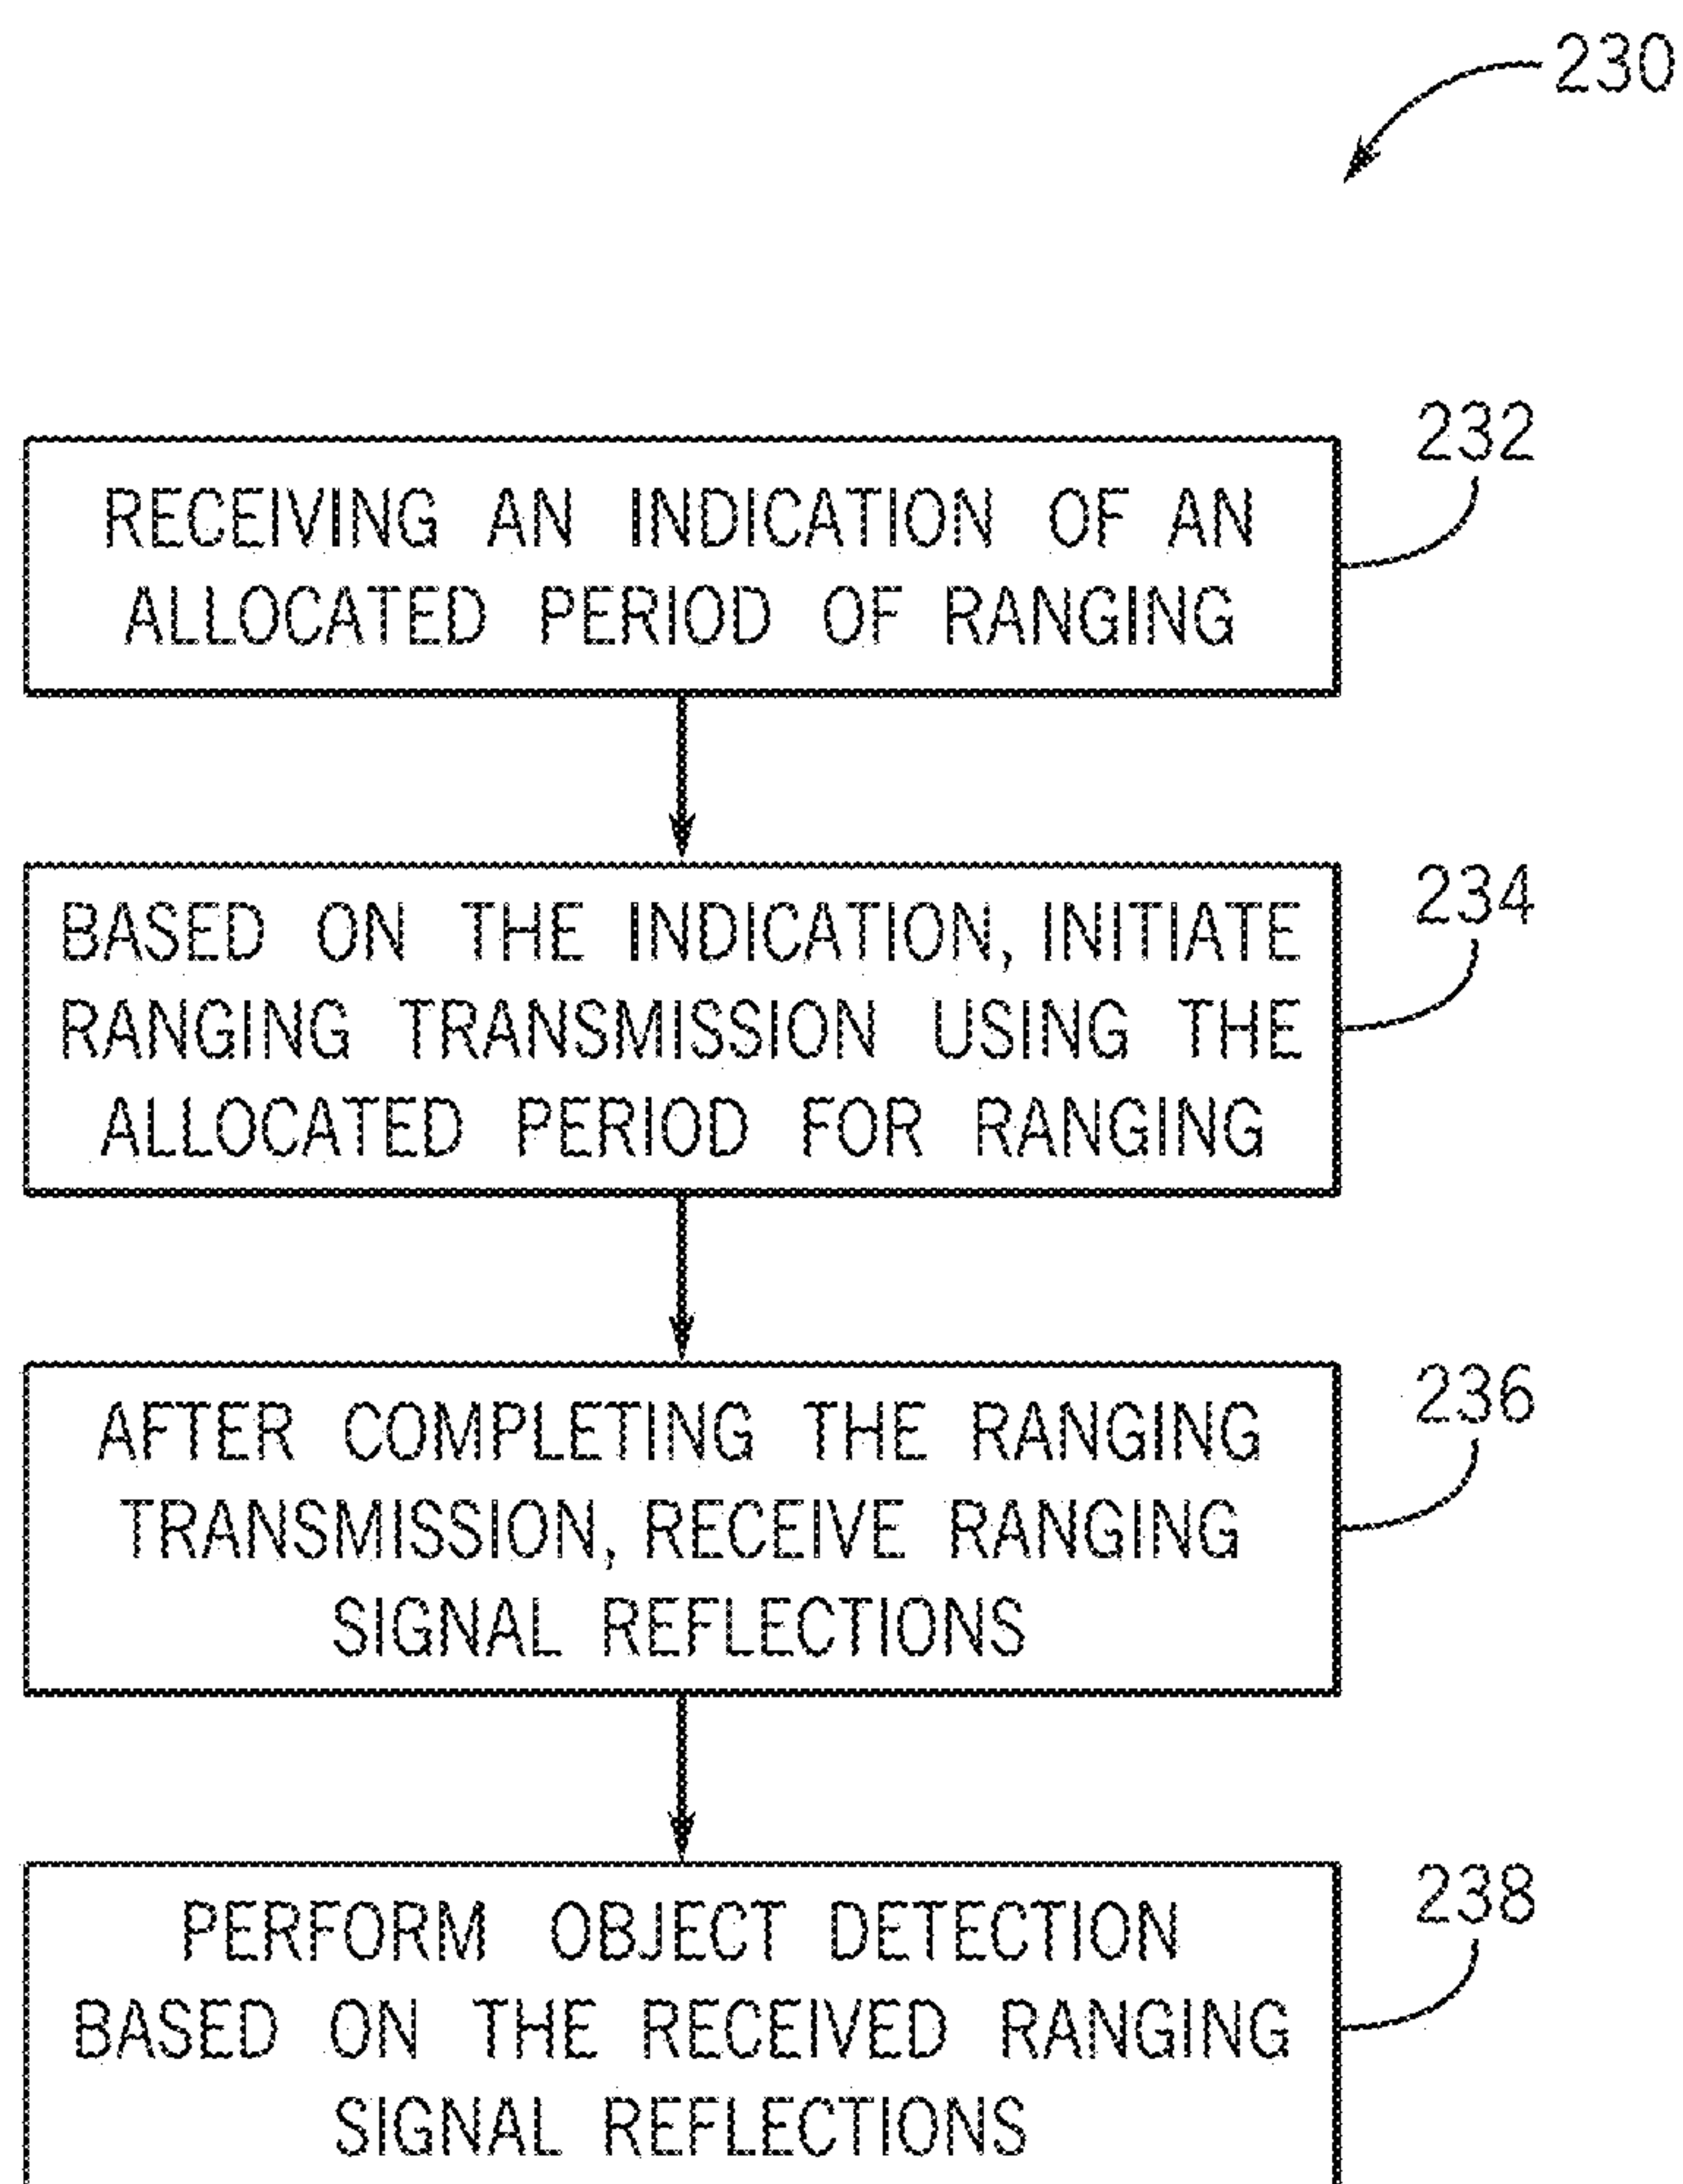 230
232
RECEIVING AN INDICATION OF AN
ALLOCATED PERIOD OF RANGING
234
BASED ON THE INDICATION, INITIATE
RANGING TRANSMISSION USING THE
ALLOCATED PERIOD FOR RANGING
236
AFTER COMPLETING THE RANGING
TRANSMISSION, RECEIVE RANGING
SIGNAL REFLECTIONS
238
PERFORM OBJECT DETECTION
BASED ON THE RECEIVED RANGING
SIGNAL REFLECTIONS